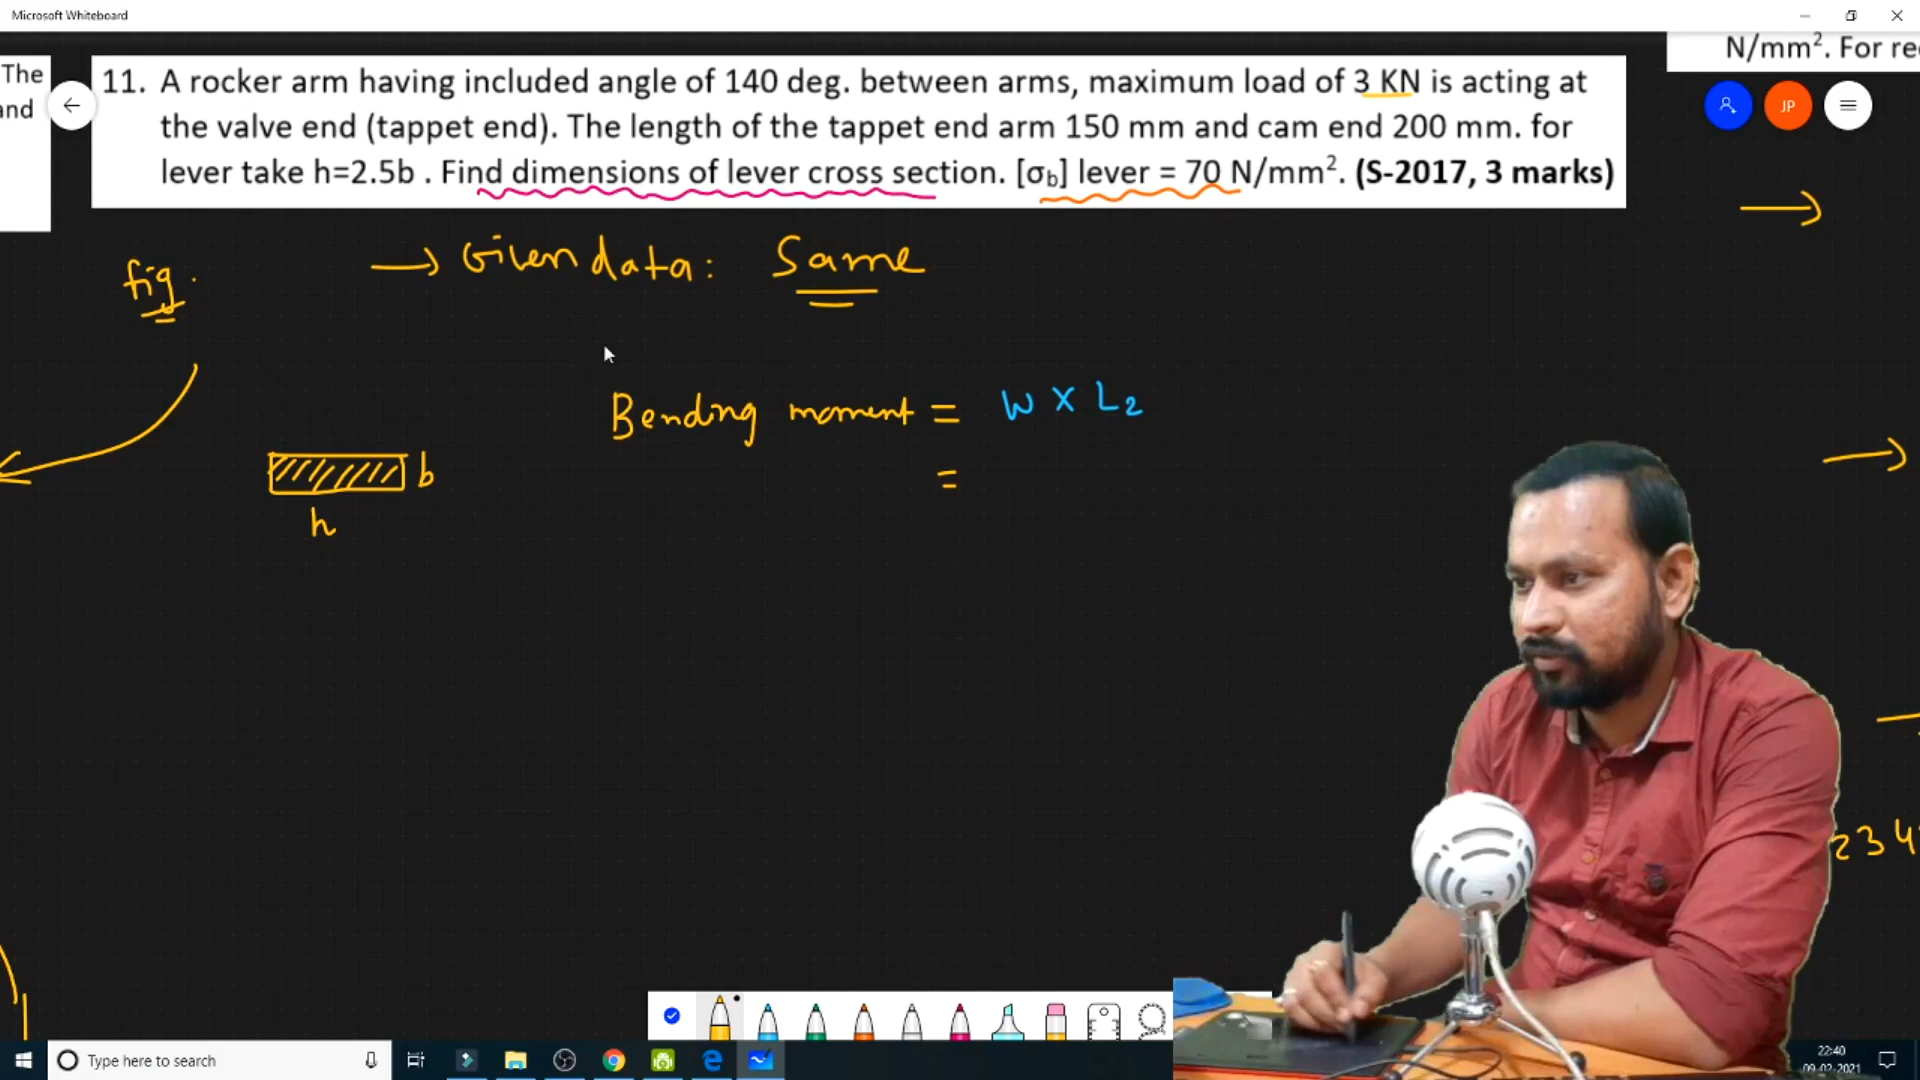 Microsoft Whiteboard
The
and
N/mm². For re
11. A rocker arm having included angle of 140 deg. between arms, maximum load of 3 KN is acting at
the valve end (tappet end). The length of the tappet end arm 150 mm and cam end 200 mm. for
lever take h=2.5b . Find dimensions of lever cross section. [σb] lever = 70 N/mm². (S-2017, 3 marks)
JP
fig.
→ Given data: Same
Bending moment = W X L2
=
b
h
234
Type here to search
22:40
09-02-2021